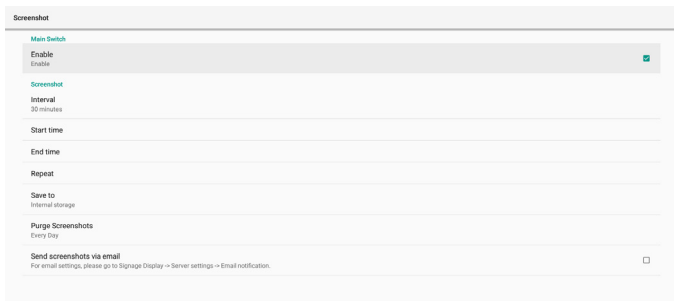 Screenshot
Main Switch
Enable
Enable
Screenshot
Interval
30 minutes
Start time
End time
Repeat
Save to
Internal storage
Purge Screenshots
Every Day
Send screenshots via email
For email settings, please go to Signage Display -> Server settings -> Email notification.